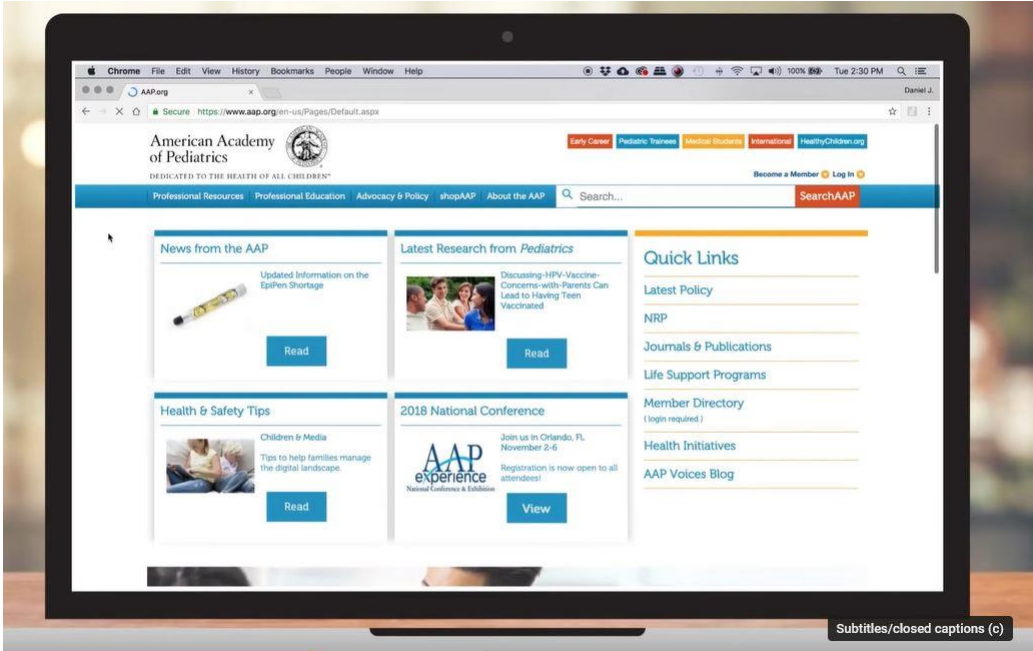 Chrome File Edit View History Bookmarks People Window Help
100%
Tue 2:30 PM
AAP.org
Daniel J.
Secure https://www.aap.org/en-us/Pages/Default.aspx
American Academy
of Pediatrics
DEDICATED TO THE HEALTH OF ALL CHILDREN™
Early Career Pediatric Trainees Medical Students International HealthyChildren.org
Become a Member Log In
Professional Resources Professional Education Advocacy & Policy shopAAP About the AAP Search... SearchAAP
News from the AAP
Updated Information on the
EpiPen Shortage
Read
Latest Research from Pediatrics
Discussing-HPV-Vaccine-
Concerns-with-Parents Can
Lead to Having Teen
Vaccinated
Read
Health & Safety Tips
Children & Media
Tips to help families manage
the digital landscape.
Read
2018 National Conference
AAP
experience
National Conference & Exhibition
Join us in Orlando, FL
November 2-6
Registration is now open to all
attendees!
View
Quick Links
Latest Policy
NRP
Journals & Publications
Life Support Programs
Member Directory
( login required )
Health Initiatives
AAP Voices Blog
Subtitles/closed captions (c)